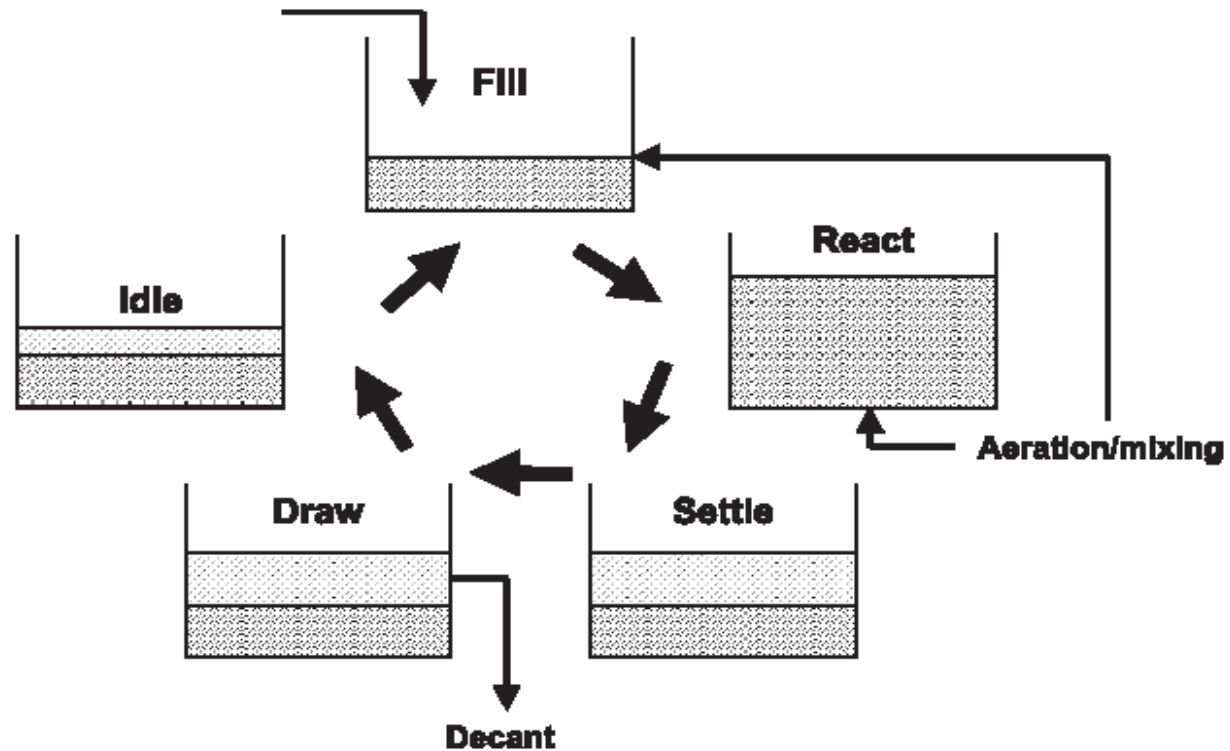 Fill
React
Idle
Aeration/mixing
Draw
Settle
Decant